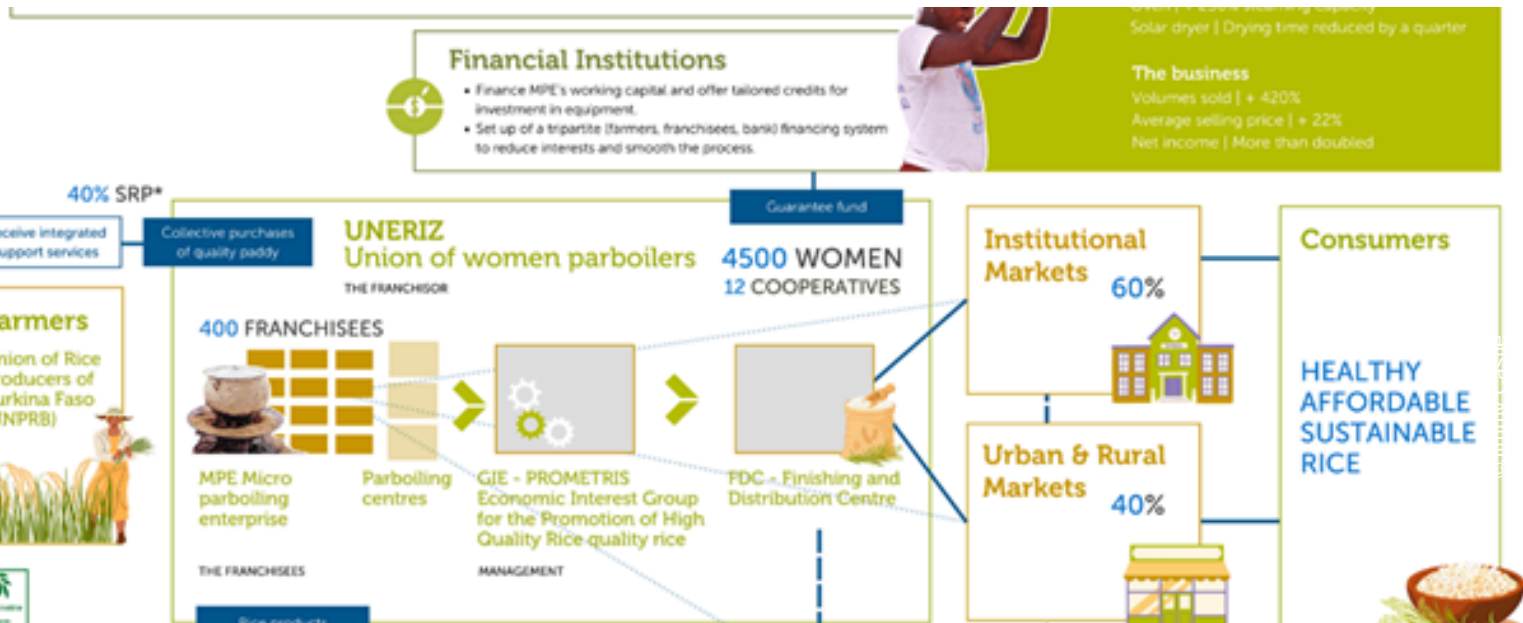 Solar dryer | Drying time reduced by a quarter
The business
Volumes sold | + 420%
Average selling price | + 22%
Net income | More than doubled
Financial Institutions
• Finance MPE's working capital and offer tailored credits for
investment in equipment.
• Set up of a tripartite (farmers, franchisees, bank) financing system
to reduce interests and smooth the process.
40% SRP*
eceive integrated
upport services
Collective purchases
of quality paddy
Guarantee fund
UNERIZ
Union of women parboilers
THE FRANCHISOR
4500 WOMEN
12 COOPERATIVES
400 FRANCHISEES
MPE Micro
parboiling
enterprise
THE FRANCHISEES
Parboiling
centres
GIE - PROMETRIS
Economic Interest Group
for the Promotion of High
Quality Rice quality rice
MANAGEMENT
FDC - Finishing and
Distribution Centre
Institutional
Markets
60%
Urban & Rural
Markets
40%
Consumers
HEALTHY
AFFORDABLE
SUSTAINABLE
RICE
armers
nion of Rice
roducers of
urkina Faso
NPRB)
Rice products